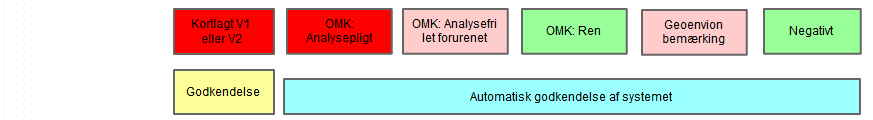 Kortlagt V1
eller V2
OMK:
Analysepligt
OMK: Analysefri
let forurenet
OMK: Ren
Geoenvion
bemærking
Negativt
Godkendelse
Automatisk godkendelse af systemet